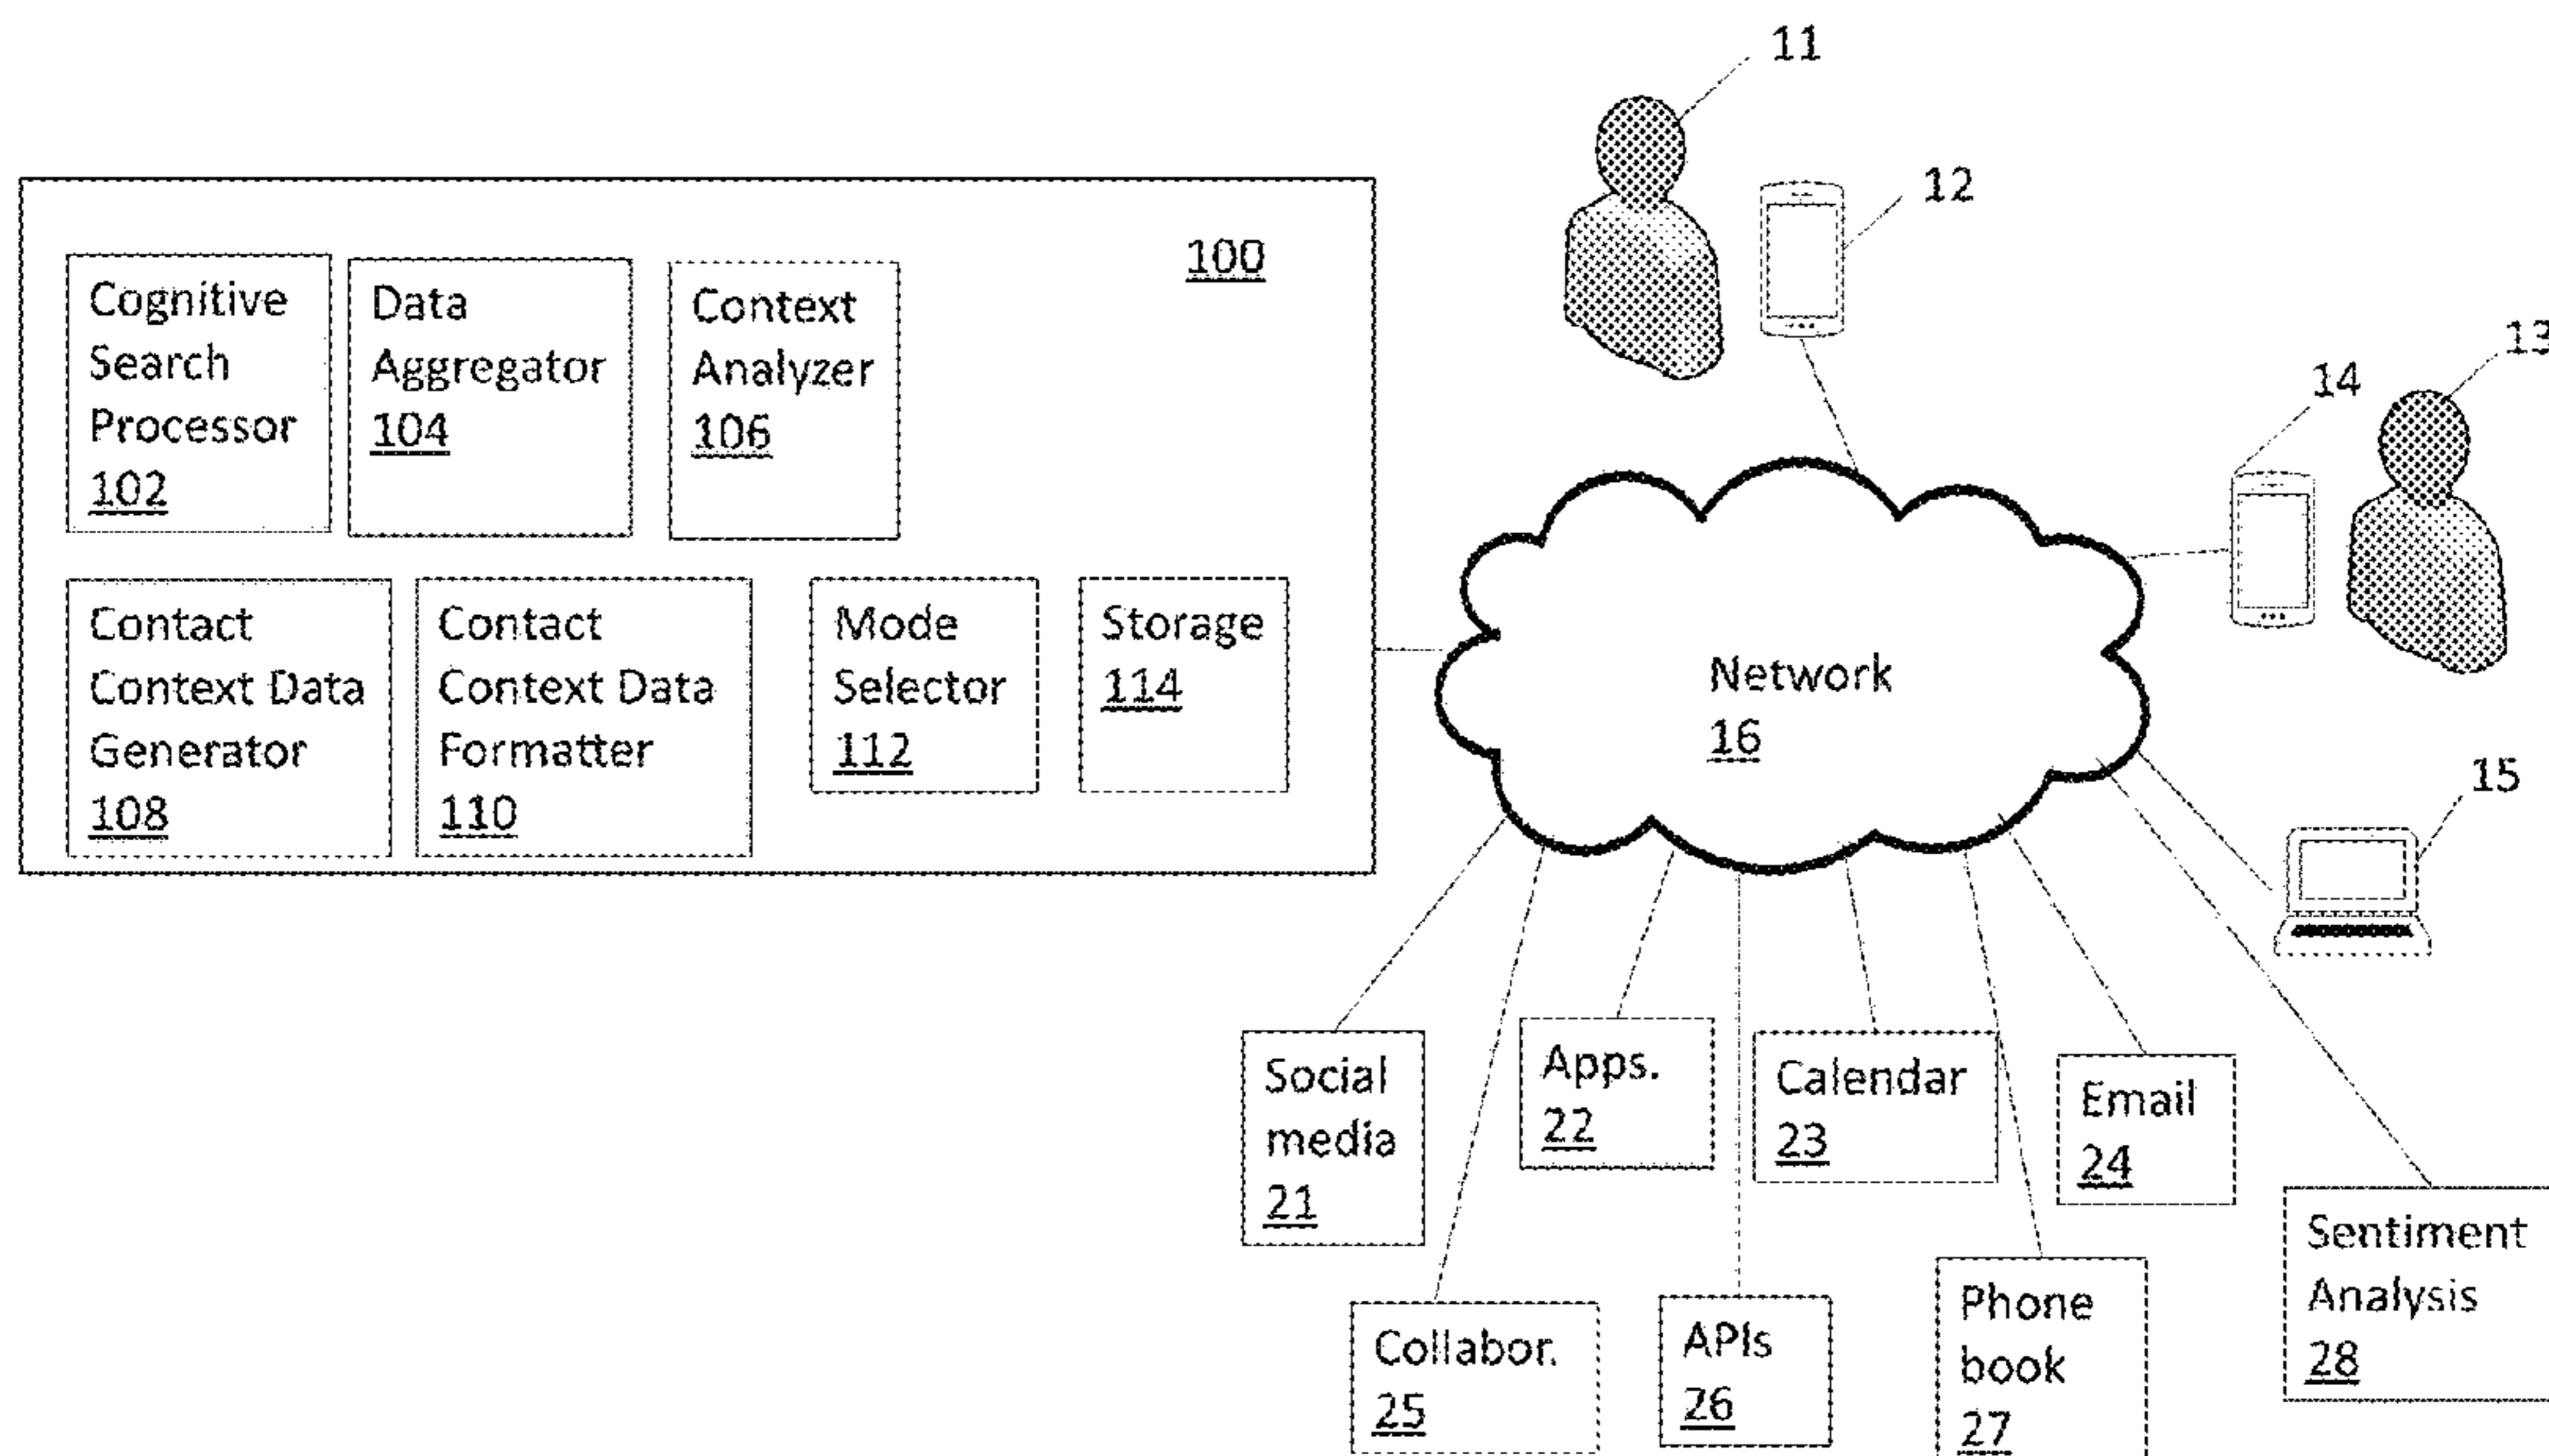 11
12
100
Cognitive
Search
Processor
102
Data
Aggregator
104
Context
Analyzer
106
13
14
Contact
Context Data
Generator
108
Contact
Context Data
Formatter
110
Mode
Selector
112
Storage
114
Network
16
15
Social
media
21
Apps.
22
Calendar
23
Email
24
Sentiment
Analysis
28
Collabor.
25
APIs
26
Phone
book
27